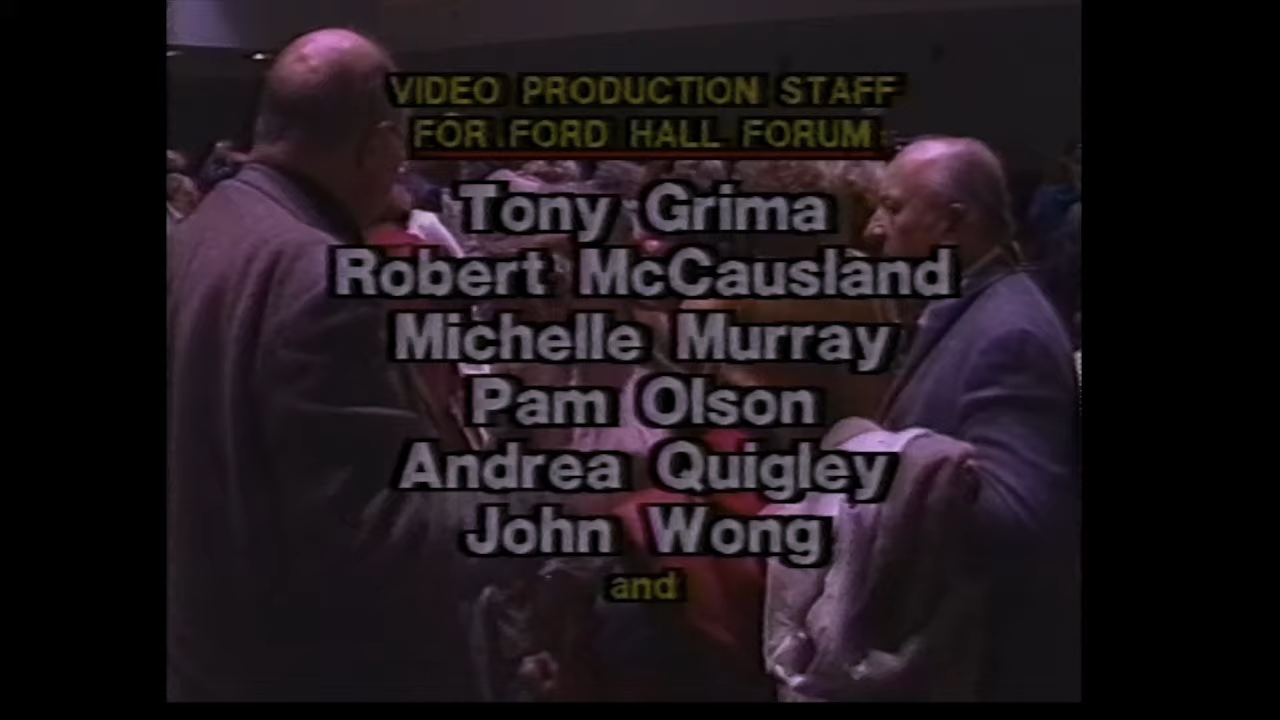 VIDEO PRODUCTION STAFF
FOR FORD HALL FORUM
Tony Grima
Robert McCausland
Michelle Murray
Pam Olson
Andrea Quigley
John Wong
and